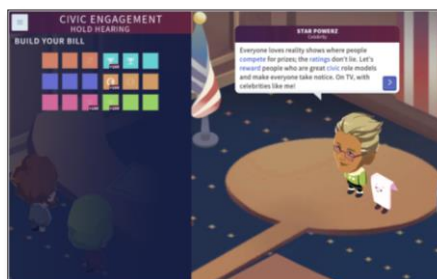 CIVIC ENGAGEMENT
HOLD HEARING
BUILD YOUR BILL
STAR POWERZ
Celebrity
Everyone loves reality shows where people
compete for prizes; the ratings don't lie. Let's
reward people who are great civic role models
and make everyone take notice. On TV, with
celebrities like me!